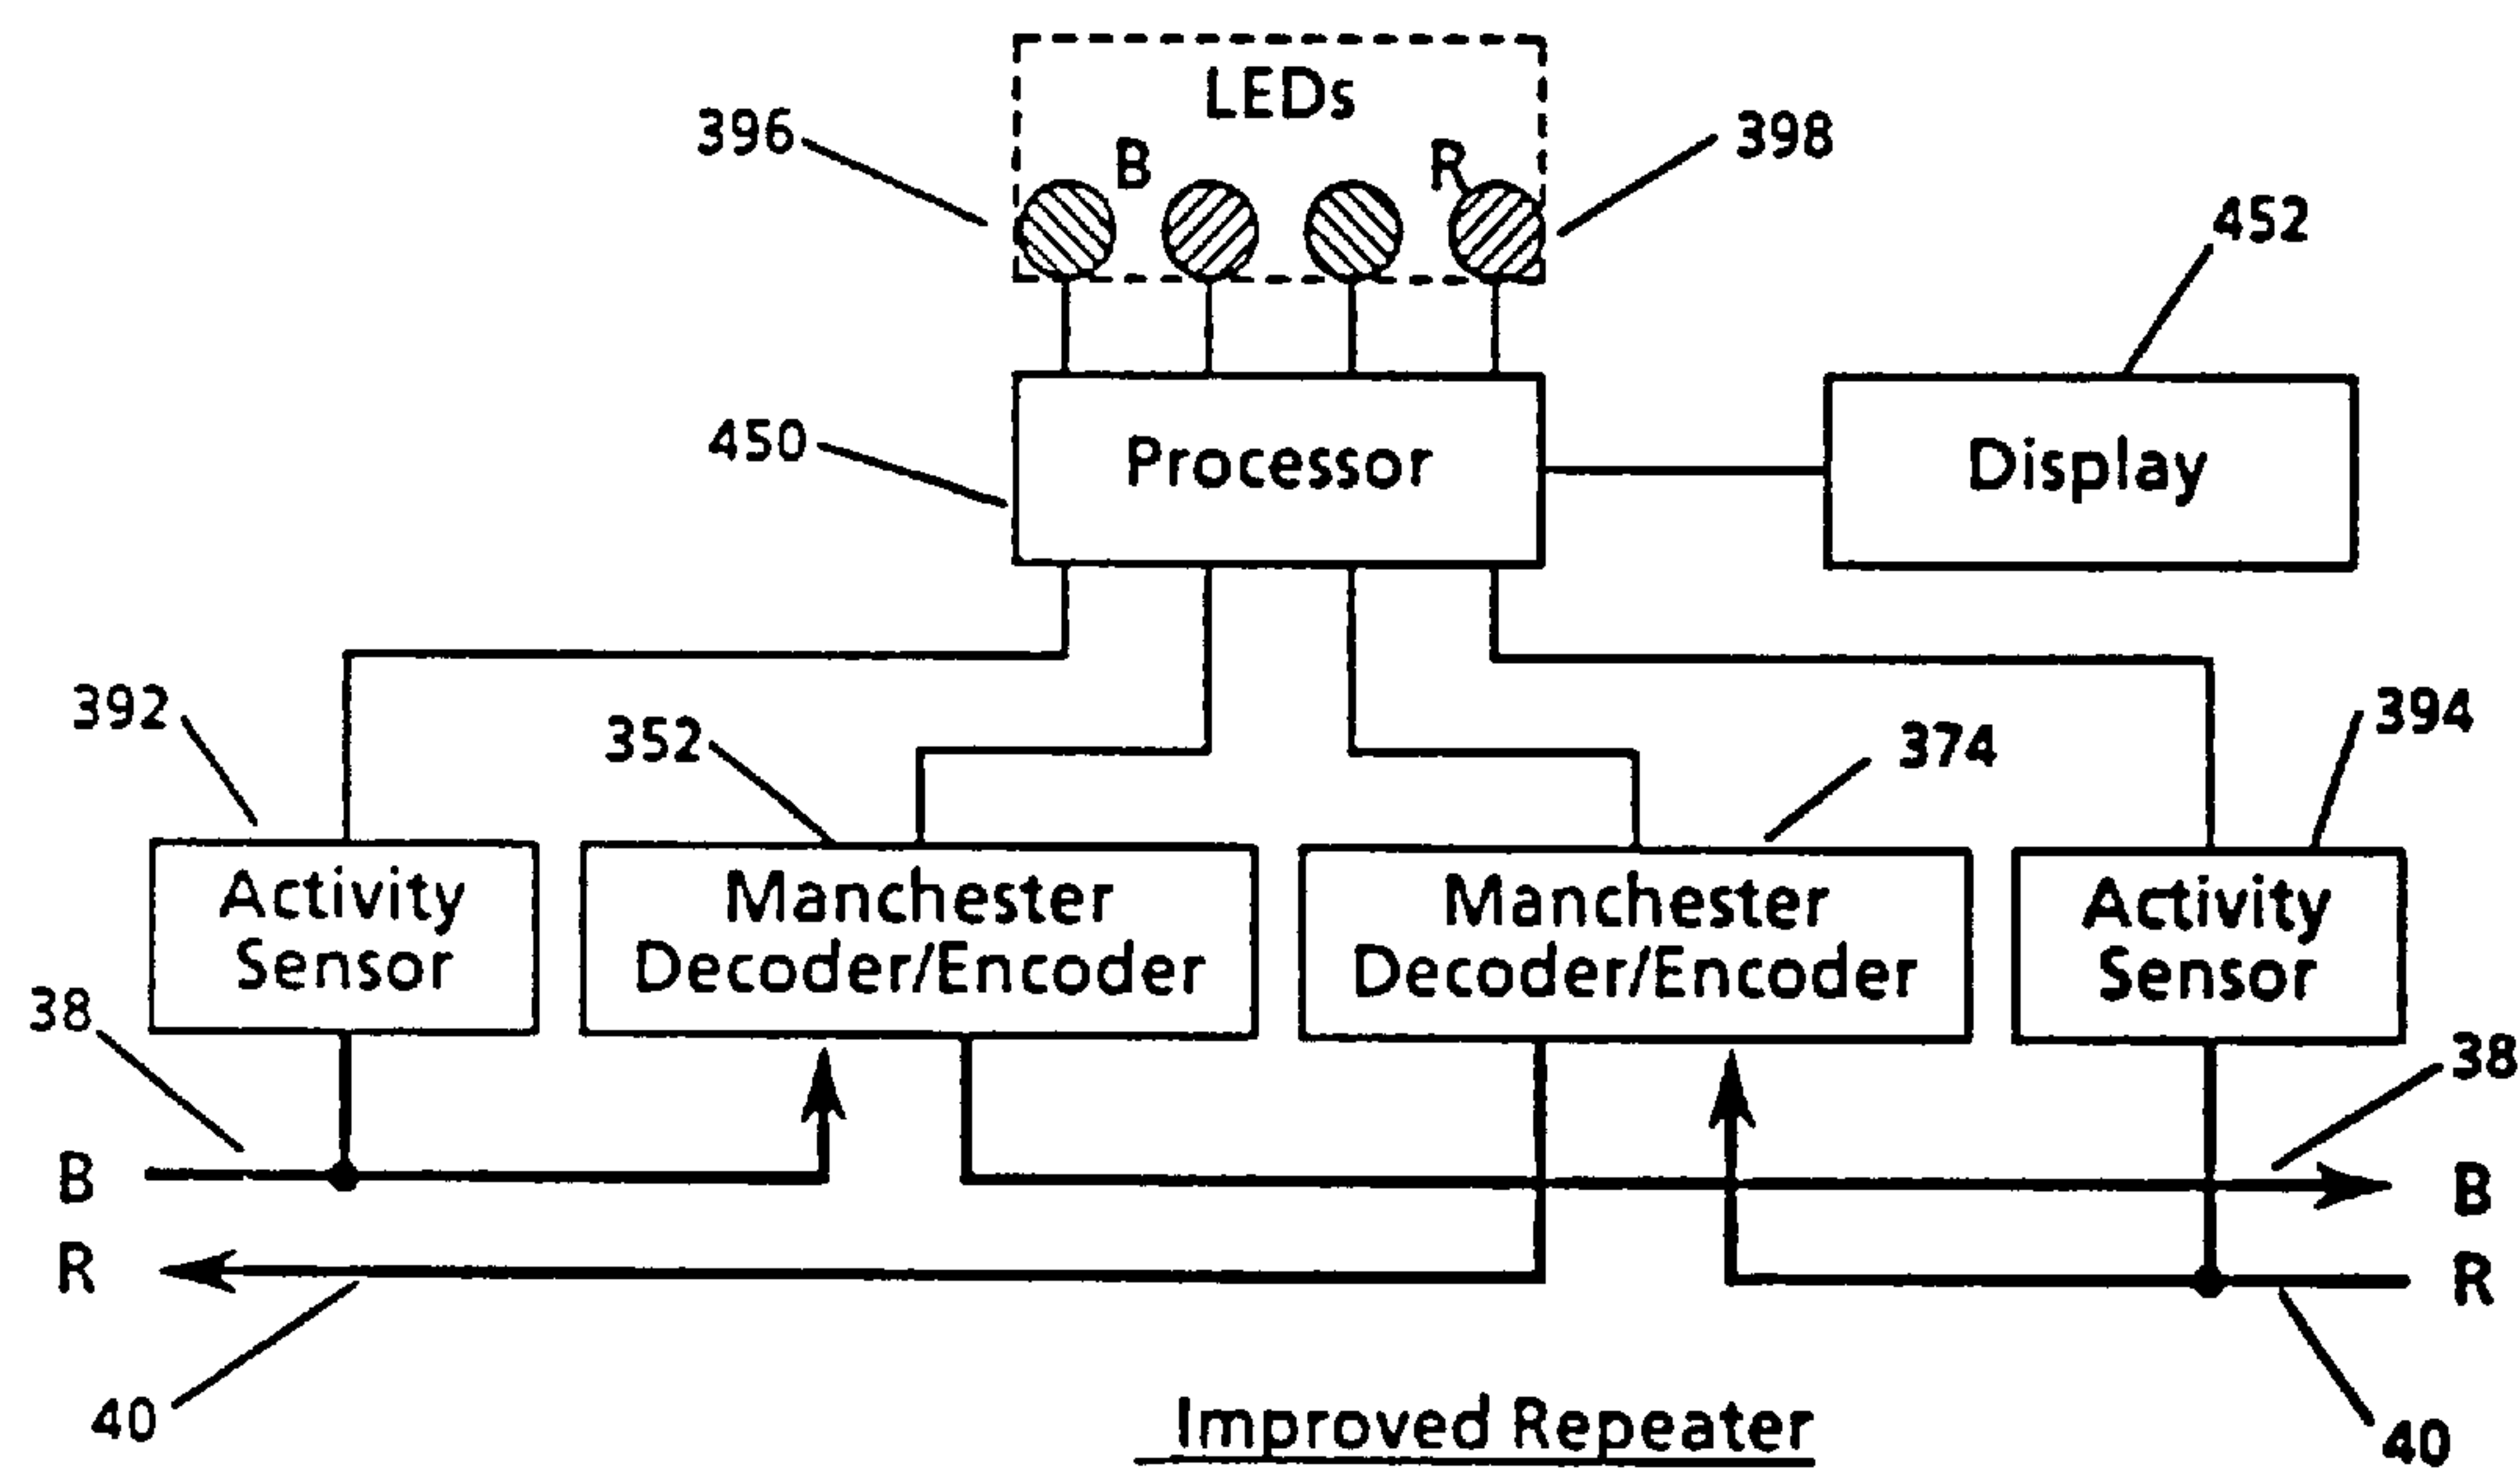 LEDs
396
B
R
398
452
450
Processor
Display
392
352
374
394
Activity
Sensor
Manchester
Decoder/Encoder
Manchester
Decoder/Encoder
Activity
Sensor
38
38
B
B
R
R
40
40
Improved Repeater